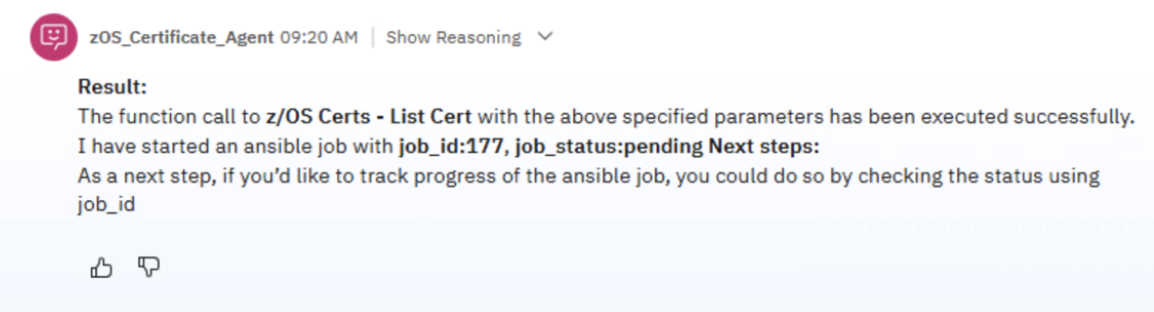 zOS_Certificate_Agent 09:20 AM | Show Reasoning
Result:
The function call to z/OS Certs - List Cert with the above specified parameters has been executed successfully.
I have started an ansible job with job_id:177, job_status:pending Next steps:
As a next step, if you’d like to track progress of the ansible job, you could do so by checking the status using
job_id